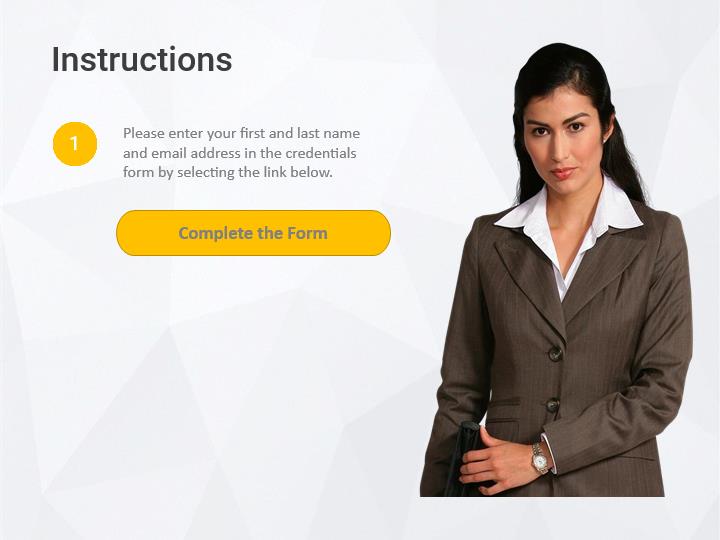 Instructions
1
Please enter your first and last name
and email address in the credentials
form by selecting the link below.
Complete the Form